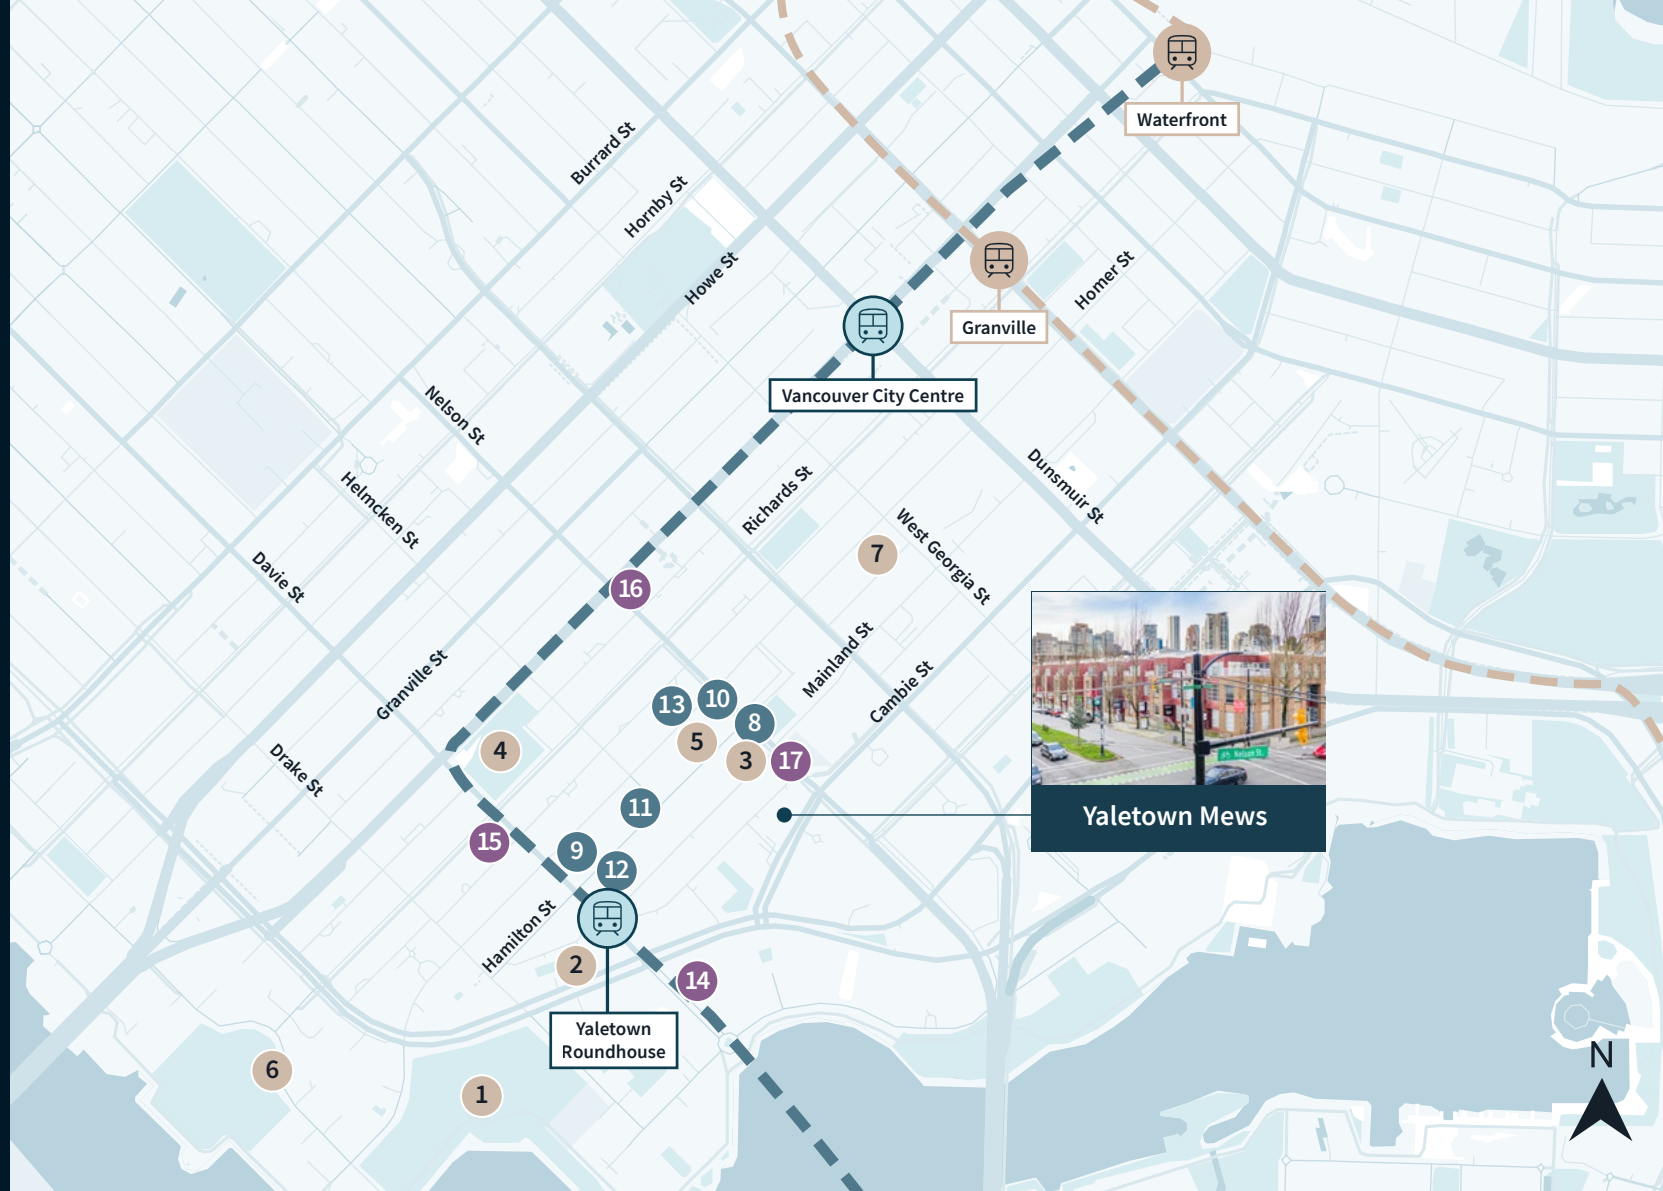 Waterfront
Burrard St
Hornby St
Howe St
Homer St
Granville
Vancouver City Centre
Nelson St
Helmcken St
Davie St
Richards St
Dunsmuir St
West Georgia St
7
16
Mainland St
Cambie St
Granville St
Drake St
13
10
8
5
3
17
4
11
15
9
12
Nelson St.
Yaletown Mews
Hamilton St
2
14
Yaletown
Roundhouse
6
1
N